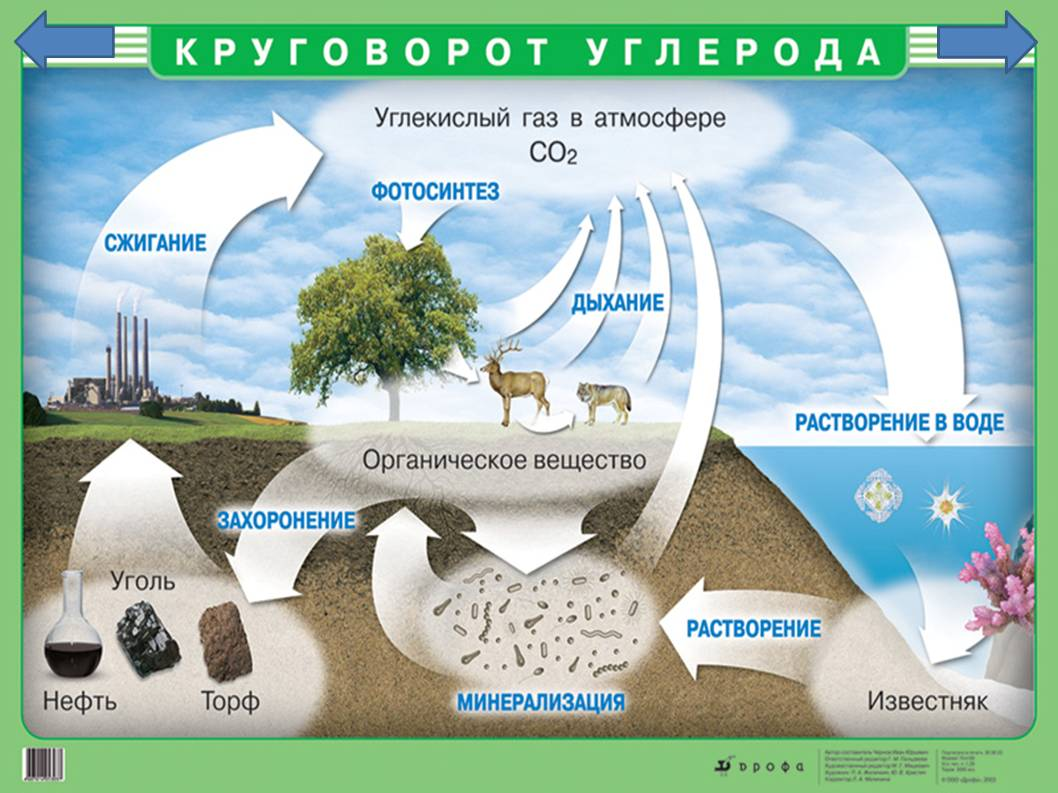 КРУГОВОРОТ УГЛЕРОДА
Углекислый газ в атмосфере
CO₂
ФОТОСИНТЕЗ
СЖИГАНИЕ
ДЫХАНИЕ
РАСТВОРЕНИЕ В ВОДЕ
Органическое вещество
ЗАХОРОНЕНИЕ
Уголь
РАСТВОРЕНИЕ
Нефть
Торф
МИНЕРАЛИЗАЦИЯ
Известняк
дрофа